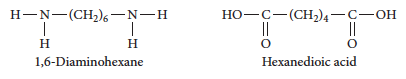 H—N—(CH₂)₆—N—H HO—C—(CH₂)₄—C—OH
H H O O
1,6-Diaminohexane Hexanedioic acid